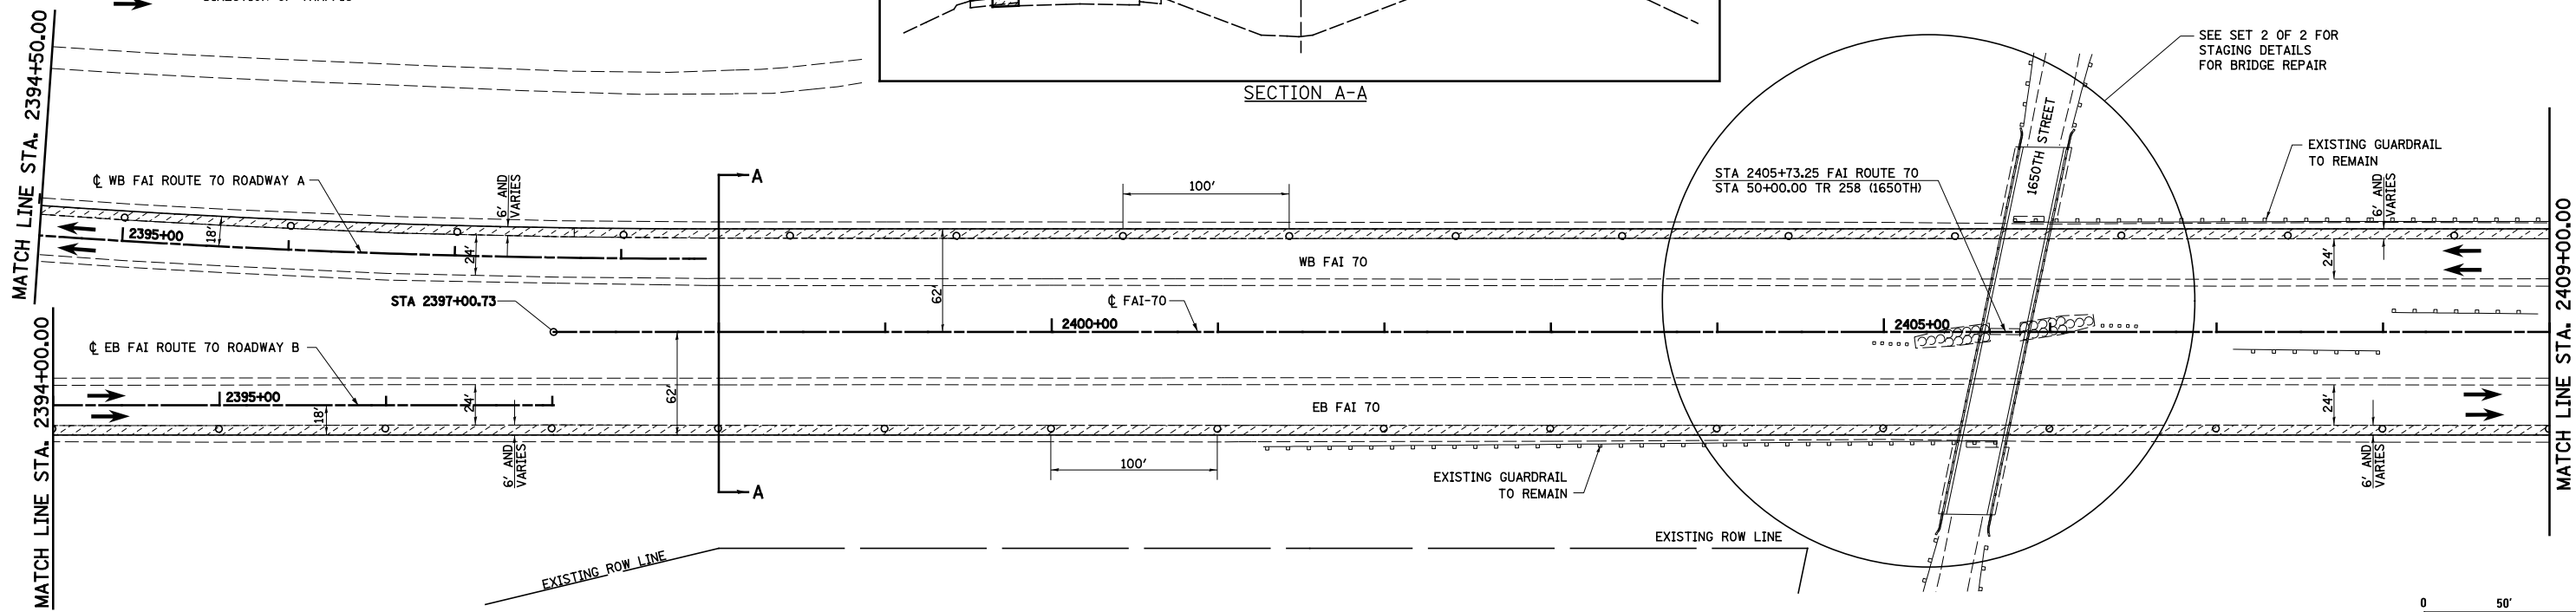 MATCH LINE STA. 2394+50.00
SECTION A-A
SEE SET 2 OF 2 FOR
STAGING DETAILS
FOR BRIDGE REPAIR
1650TH STREET
EXISTING GUARDRAIL
TO REMAIN
℄ WB FAI ROUTE 70 ROADWAY A
6' AND
VARIES
A
100'
STA 2405+73.25 FAI ROUTE 70
STA 50+00.00 TR 258 (1650TH)
6' AND
VARIES
2395+00
18'
24'
WB FAI 70
24'
STA 2397+00.73
62'
℄ FAI-70
2400+00
2405+00
MATCH LINE STA. 2409+00.00
MATCH LINE STA. 2394+00.00
℄ EB FAI ROUTE 70 ROADWAY B
2395+00
18'
24'
62'
EB FAI 70
24'
6' AND
VARIES
A
100'
EXISTING GUARDRAIL
TO REMAIN
6' AND
VARIES
EXISTING ROW LINE
EXISTING ROW LINE
0 50'